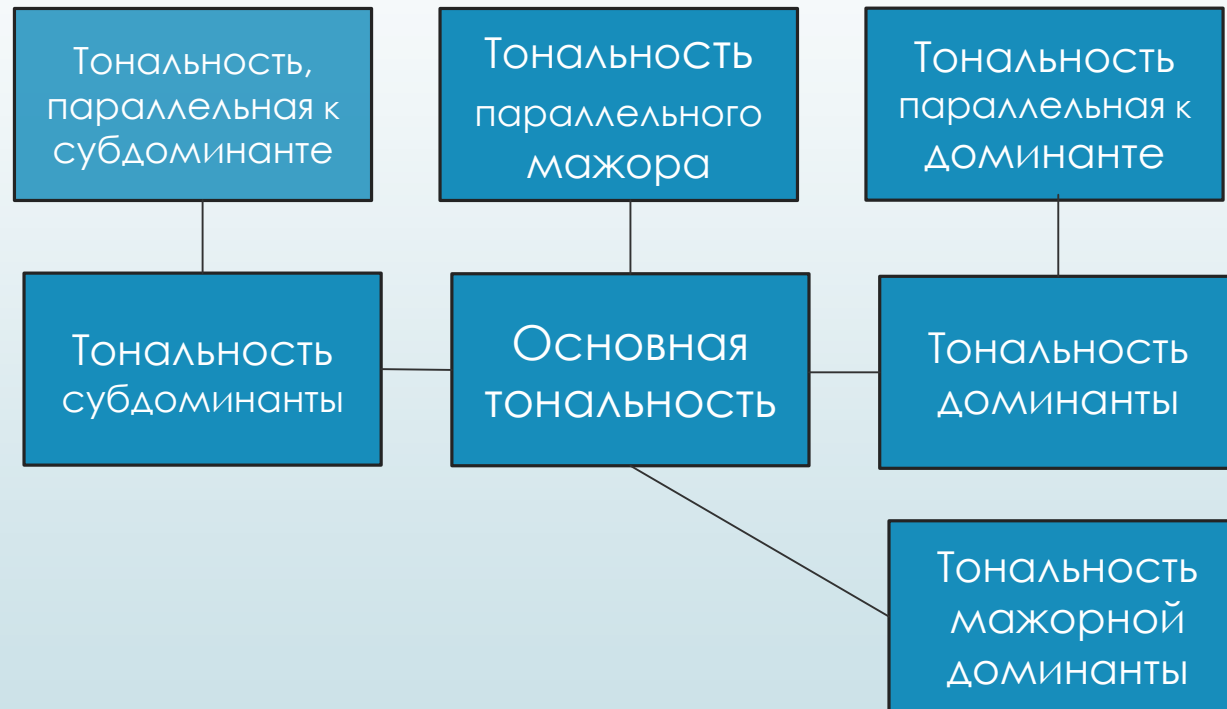 Тональность,
параллельная к
субдоминанте
Тональность
параллельного
мажора
Тональность
параллельная к
доминанте
Тональность
субдоминанты
Основная
тональность
Тональность
доминанты
Тональность
мажорной
доминанты